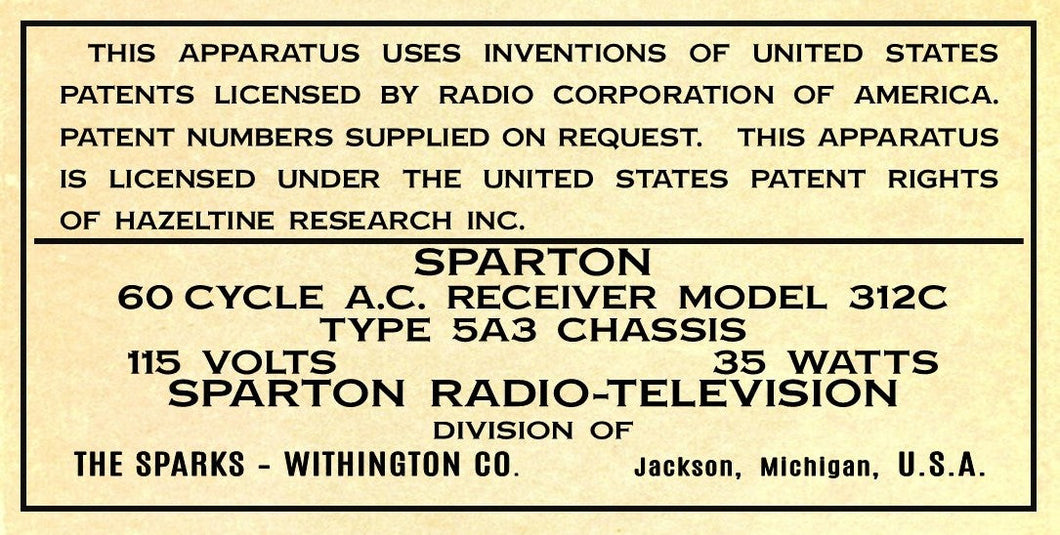 THIS APPARATUS USES INVENTIONS OF UNITED STATES
PATENTS LICENSED BY RADIO CORPORATION OF AMERICA.
PATENT NUMBERS SUPPLIED ON REQUEST. THIS APPARATUS
IS LICENSED UNDER THE UNITED STATES PATENT RIGHTS
OF HAZELTINE RESEARCH INC.
SPARTON
60 CYCLE A.C. RECEIVER MODEL 312C
TYPE 5A3 CHASSIS
115 VOLTS 35 WATTS
SPARTON RADIO-TELEVISION
DIVISION OF
THE SPARKS - WITHINGTON CO. Jackson, Michigan, U.S.A.